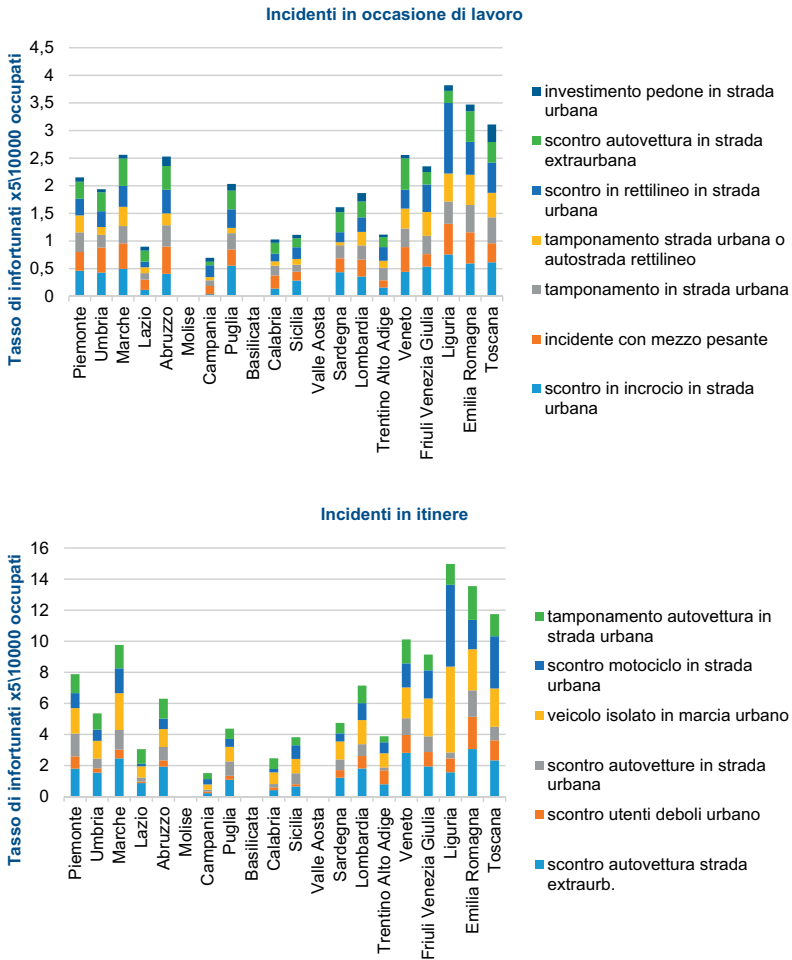 Incidenti in occasione di lavoro
Tasso di infortunati x5\10000 occupati
4,5
4
3,5
3
2,5
2
1,5
1
0,5
0
Piemonte
Umbria
Marche
Lazio
Abruzzo
Molise
Campania
Puglia
Basilicata
Calabria
Sicilia
Valle Aosta
Sardegna
Lombardia
Trentino Alto Adige
Veneto
Friuli Venezia Giulia
Liguria
Emilia Romagna
Toscana
investimento pedone in strada
urbana
scontro autovettura in strada
extraurbana
scontro in rettilineo in strada
urbana
tamponamento strada urbana o
autostrada rettilineo
tamponamento in strada urbana
incidente con mezzo pesante
scontro in incrocio in strada
urbana
Incidenti in itinere
Tasso di infortunati x5\10000 occupati
16
14
12
10
8
6
4
2
0
Piemonte
Umbria
Marche
Lazio
Abruzzo
Molise
Campania
Puglia
Basilicata
Calabria
Sicilia
Valle Aosta
Sardegna
Lombardia
Trentino Alto Adige
Veneto
Friuli Venezia Giulia
Liguria
Emilia Romagna
Toscana
tamponamento autovettura in
strada urbana
scontro motociclo in strada
urbana
veicolo isolato in marcia urbano
scontro autovetture in strada
urbana
scontro utenti deboli urbano
scontro autovettura strada
extraurb.